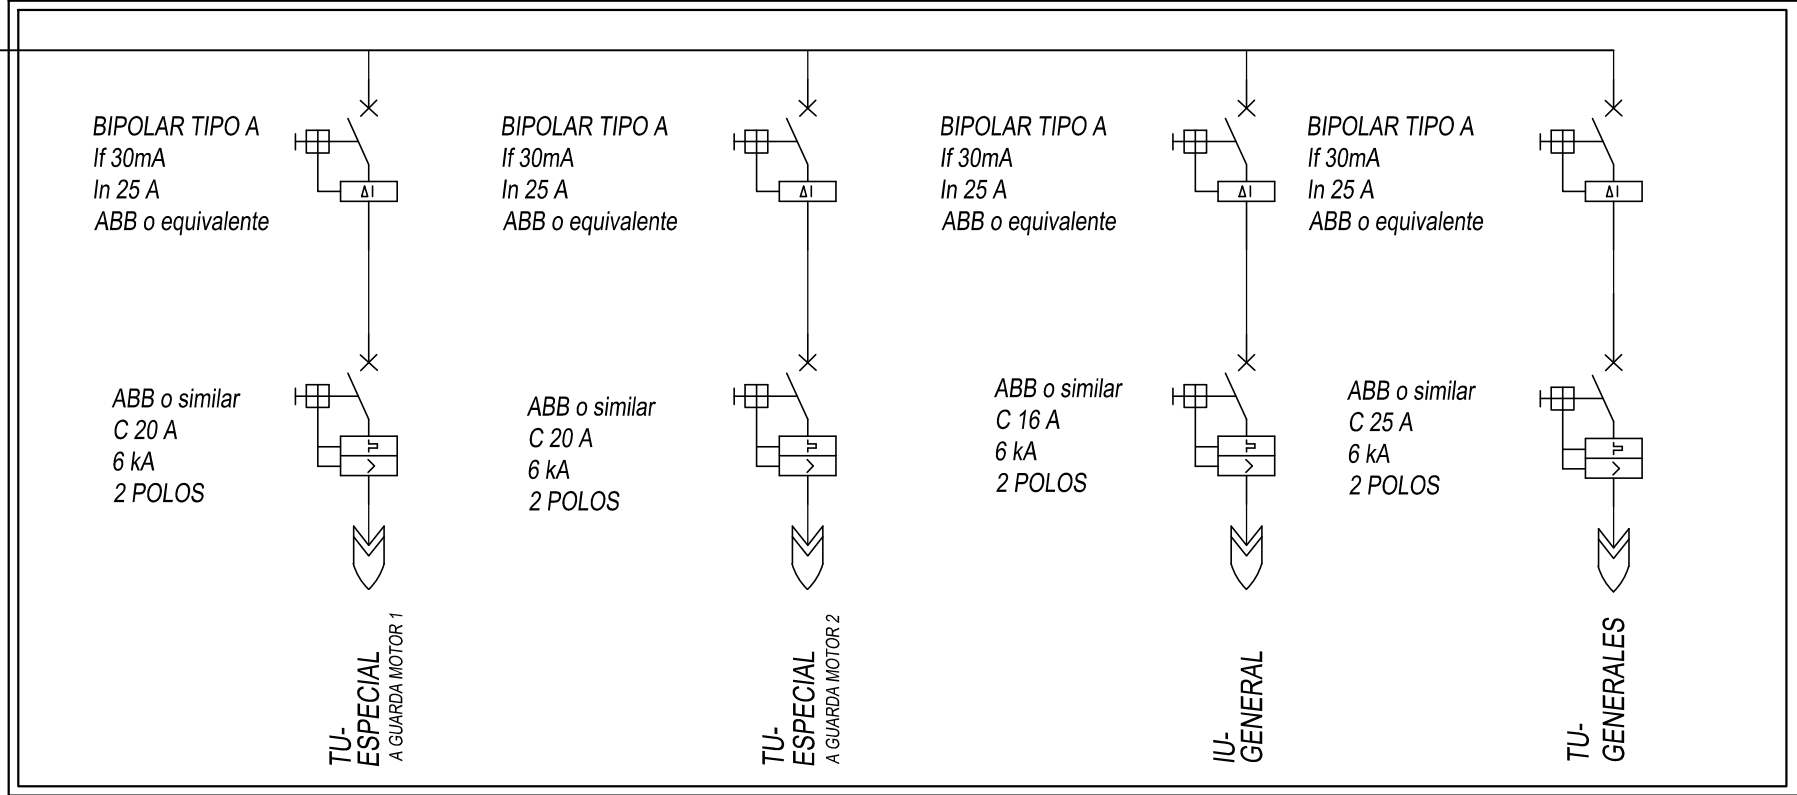 BIPOLAR TIPO A
If 30mA
In 25 A
ABB o equivalente
BIPOLAR TIPO A
If 30mA
In 25 A
ABB o equivalente
BIPOLAR TIPO A
If 30mA
In 25 A
ABB o equivalente
BIPOLAR TIPO A
If 30mA
In 25 A
ABB o equivalente
Δ I
Δ I
Δ I
Δ I
ABB o similar
C 20 A
6 kA
2 POLOS
ABB o similar
C 20 A
6 kA
2 POLOS
ABB o similar
C 16 A
6 kA
2 POLOS
ABB o similar
C 25 A
6 kA
2 POLOS
TU-
ESPECIAL
A GUARDA MOTOR 1
TU-
ESPECIAL
A GUARDA MOTOR 2
IU-
GENERAL
TU-
GENERALES